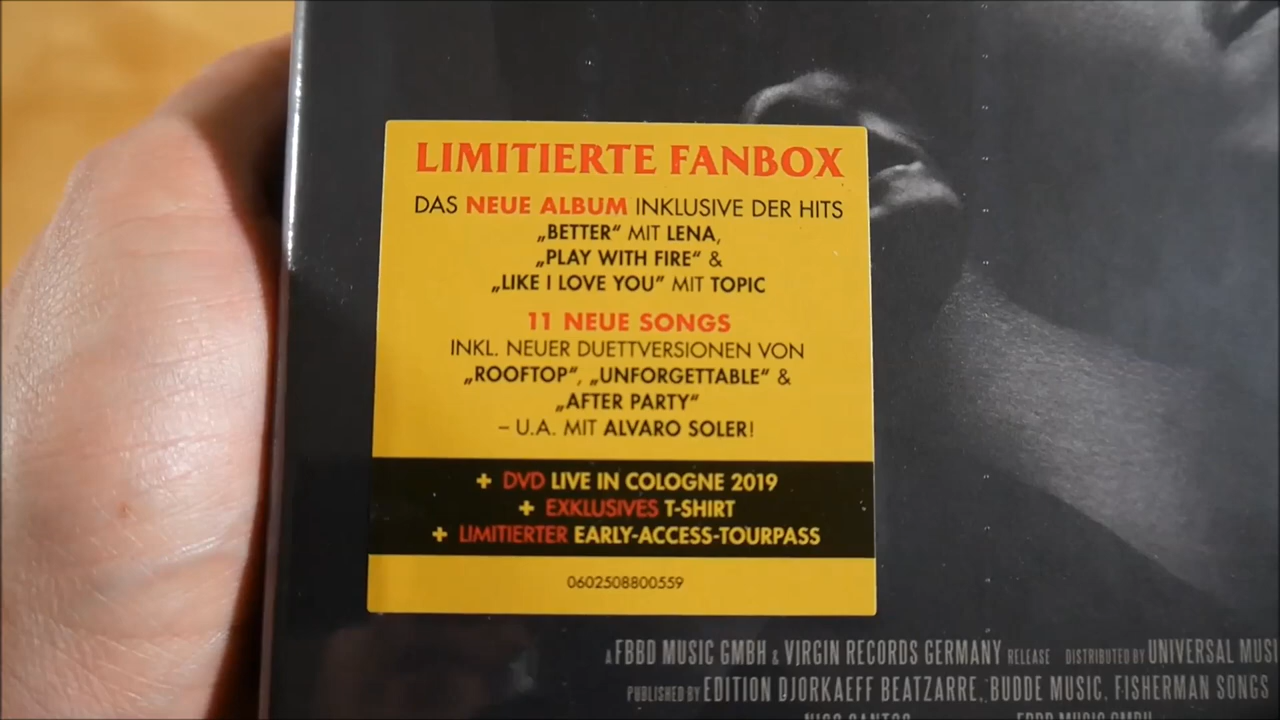 LIMITIERTE FANBOX
DAS NEUE ALBUM INKLUSIVE DER HITS
„BETTER“ MIT LENA,
„PLAY WITH FIRE“ &
„LIKE I LOVE YOU“ MIT TOPIC
11 NEUE SONGS
INKL. NEUER DUETTVERSIONEN VON
„ROOFTOP“, „UNFORGETTABLE“ &
„AFTER PARTY“
– U.A. MIT ALVARO SOLER!
+ DVD LIVE IN COLOGNE 2019
+ EXKLUSIVES T-SHIRT
+ LIMITIERTER EARLY-ACCESS-TOURPASS
0602508800559
A FBBD MUSIC GMBH & VIRGIN RECORDS GERMANY RELEASE DISTRIBUTED BY UNIVERSAL MUSI
PUBLISHED BY EDITION DJORKAEFF BEATZARRE, BUDDE MUSIC, FISHERMAN SONGS